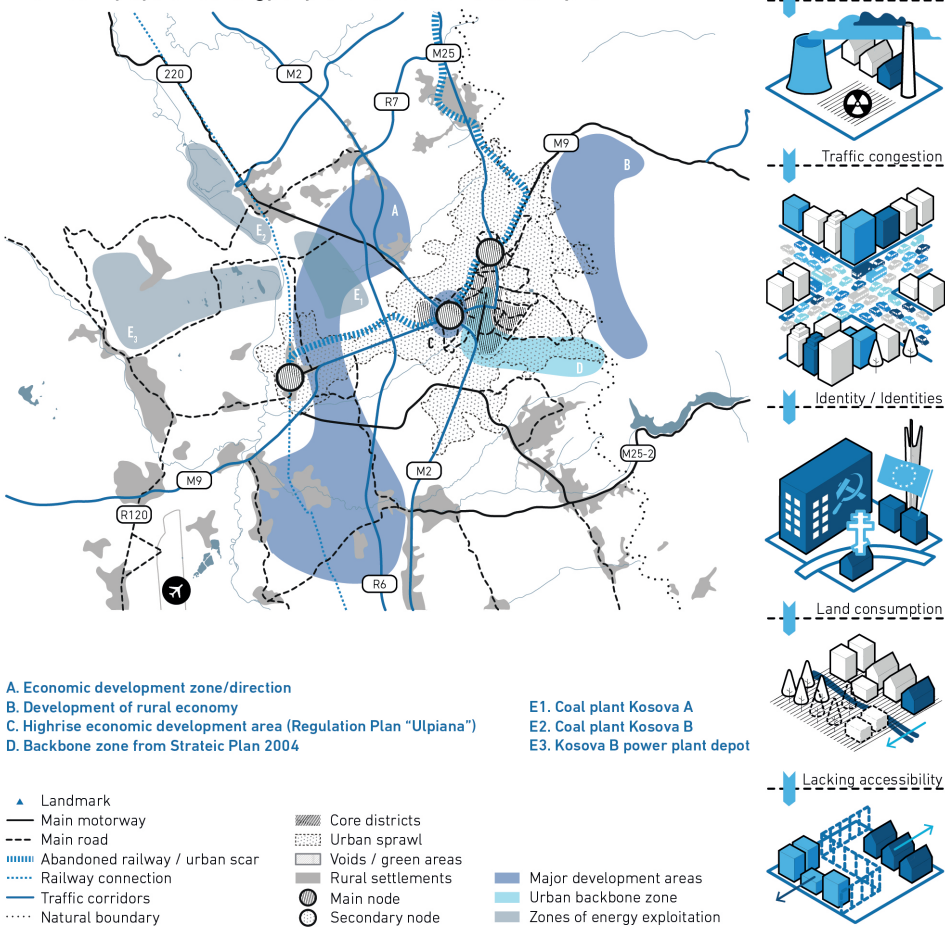 M25
220
M2
R7
M9
B
A
E2
E1
E3
C
D
M25-2
M9
M2
R120
R6
Traffic congestion
Identity / Identities
Land consumption
Lacking accessibility
A. Economic development zone/direction
B. Development of rural economy
C. Highrise economic development area (Regulation Plan “Ulpiana”)
D. Backbone zone from Strateic Plan 2004
E1. Coal plant Kosova A
E2. Coal plant Kosova B
E3. Kosova B power plant depot
Landmark
Main motorway
Main road
Abandoned railway / urban scar
Railway connection
Traffic corridors
Natural boundary
Core districts
Urban sprawl
Voids / green areas
Rural settlements
Main node
Secondary node
Major development areas
Urban backbone zone
Zones of energy exploitation